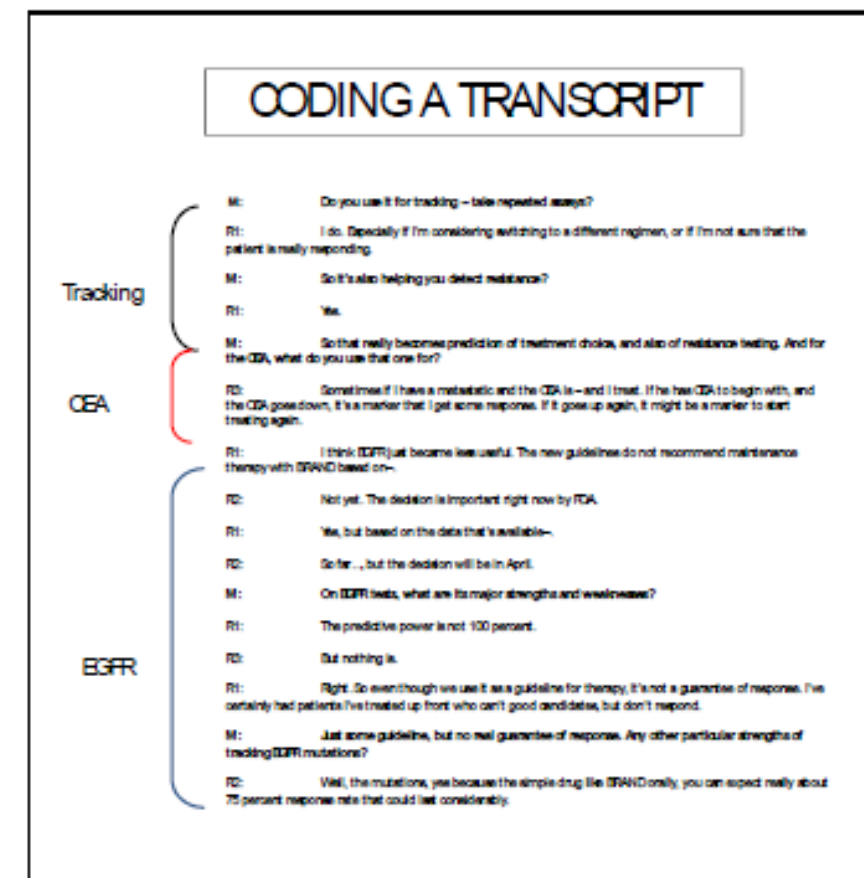 CODING A TRANSCRIPT
M: Do you use it for tracking – take repeated assays?
R1: I do. Especially if I'm considering switching to a different regimen, or if I'm not sure that the
patient is really responding.
Tracking
M: So it's also helping you detect resistance?
R1: Yes.
M: So that really becomes prediction of treatment choice, and also of resistance testing. And for
the CEA, what do you use that one for?
CEA
R3: Sometimes if I have a metastatic and the CEA is – and I treat. If he has CEA to begin with, and
the CEA goes down, it's a marker that I get some response. If it goes up again, it might be a marker to start
treating again.
R1: I think EGFR just became less useful. The new guidelines do not recommend maintenance
therapy with BRAND based on–.
R2: Not yet. The decision is important right now by FDA.
R1: Yes, but based on the data that's available–.
R2: So far .., but the decision will be in April.
M: On EGFR tests, what are its major strengths and weaknesses?
R1: The predictive power is not 100 percent.
EGFR
R3: But nothing is.
R1: Right. So even though we use it as a guideline for therapy, it's not a guarantee of response. I've
certainly had patients I've treated up front who can't good candidates, but don't respond.
M: Just some guideline, but no real guarantee of response. Any other particular strengths of
tracking EGFR mutations?
R2: Well, the mutations, yes because the simple drug like BRAND orally, you can expect really about
75 percent response rate that could last considerably.